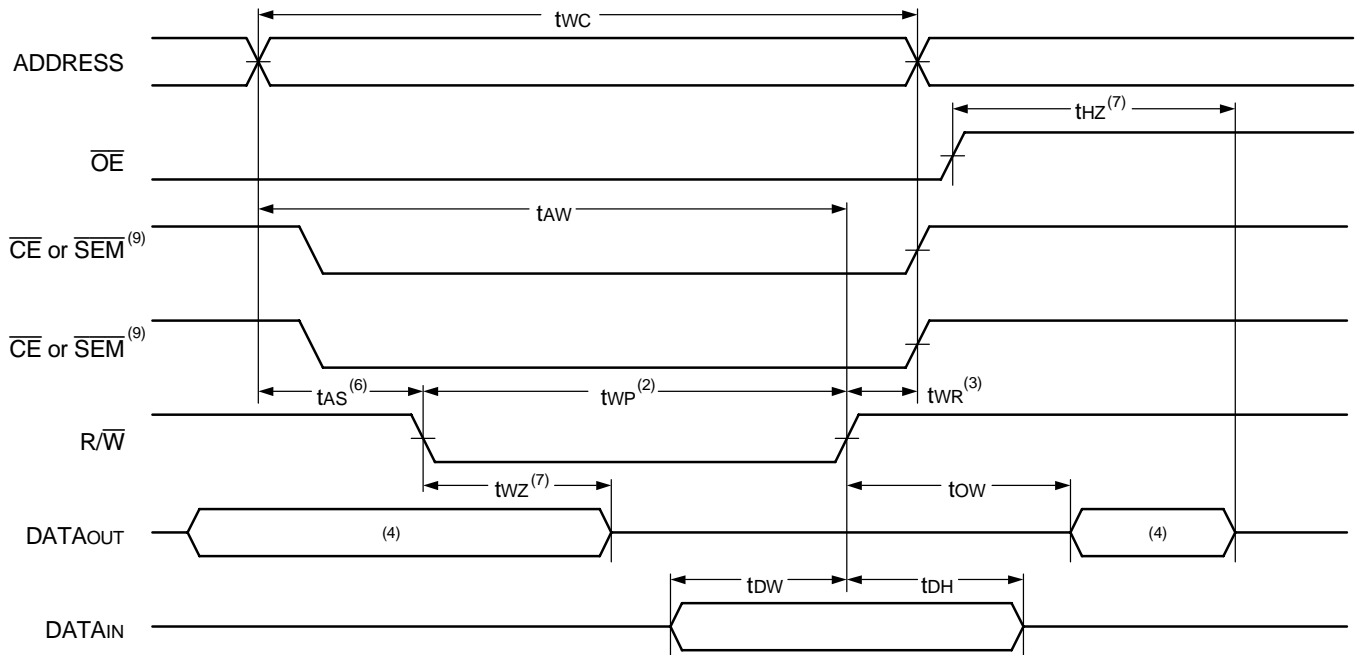 tWC
ADDRESS
tHZ(7)
OE
tAW
CE or SEM(9)
CE or SEM(9)
tAS(6) tWP(2) tWR(3)
R/W
tWZ(7) tOW
DATAOUT (4) (4)
tDW tDH
DATAIN